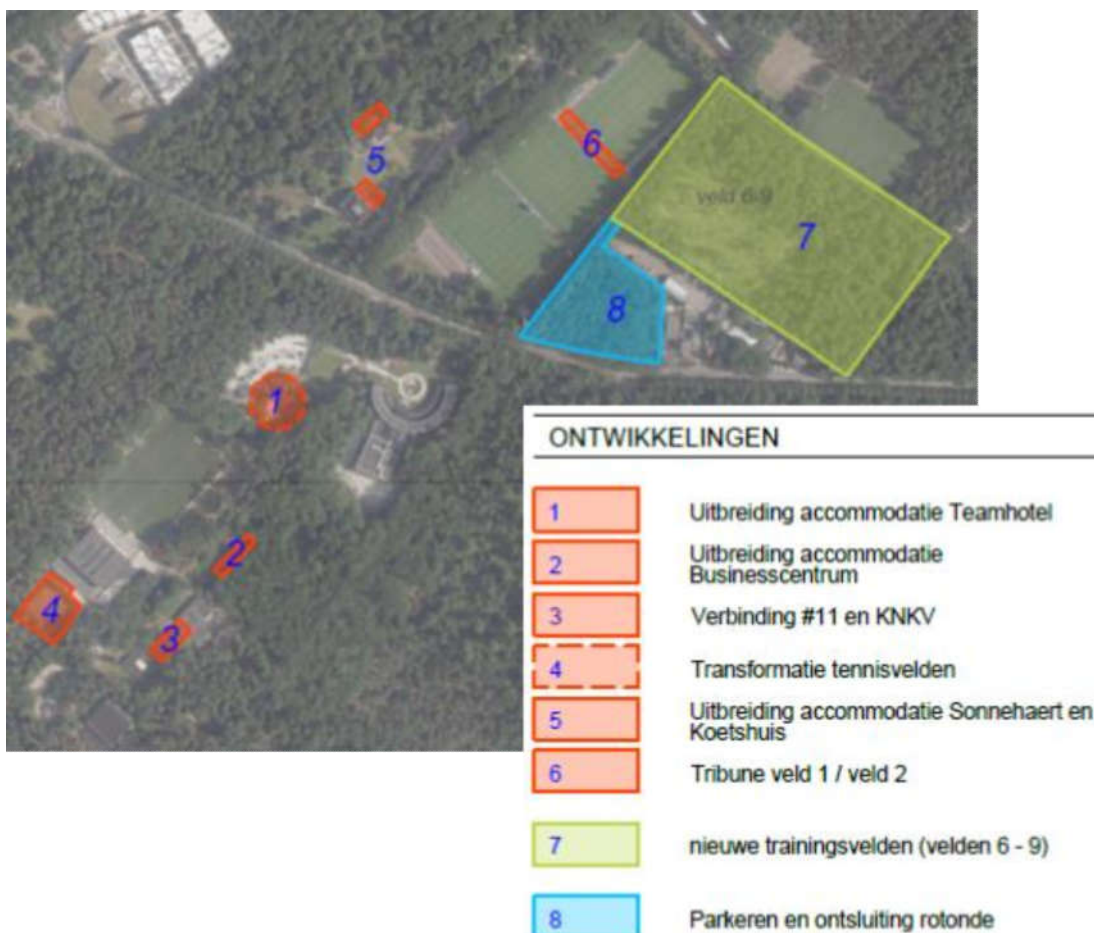 5
6
veld 6-9
7
8
1
2
4
3
ONTWIKKELINGEN
1 Uitbreiding accommodatie Teamhotel
2 Uitbreiding accommodatie
Businesscentrum
3 Verbinding #11 en KNKV
4 Transformatie tennisvelden
5 Uitbreiding accommodatie Sonnehaert en
Koetshuis
6 Tribune veld 1 / veld 2
7 nieuwe trainingsvelden (velden 6 - 9)
8 Parkeren en ontsluiting rotonde